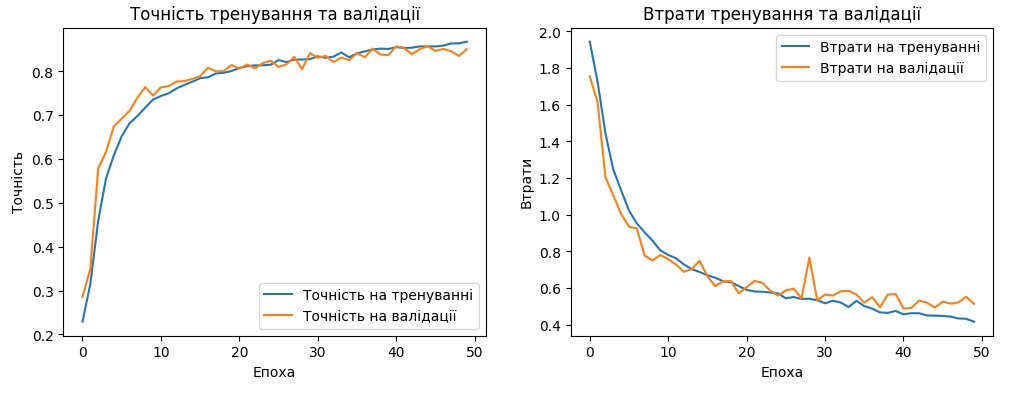 Точність тренування та валідації
Точність
0.8
0.7
0.6
0.5
0.4
0.3
0.2
0
10
20
30
40
50
Епоха
Точність на тренуванні
Точність на валідації
Втрати тренування та валідації
Втрати
2.0
1.8
1.6
1.4
1.2
1.0
0.8
0.6
0.4
0
10
20
30
40
50
Епоха
Втрати на тренуванні
Втрати на валідації